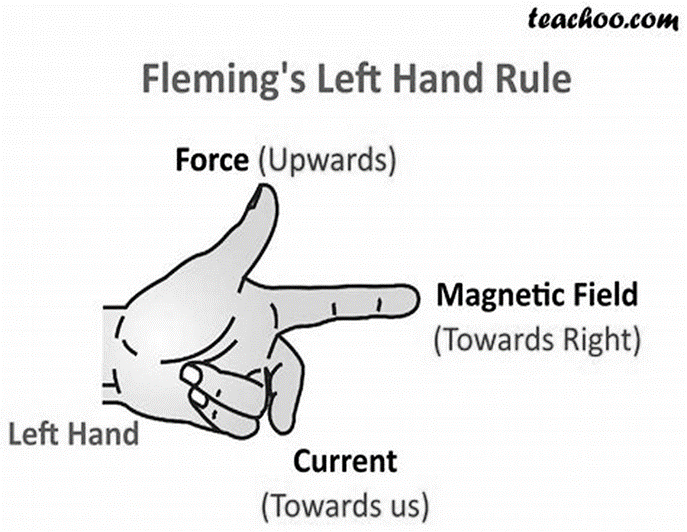 teachoo.com
Fleming's Left Hand Rule
Force (Upwards)
Magnetic Field
(Towards Right)
Left Hand
Current
(Towards us)